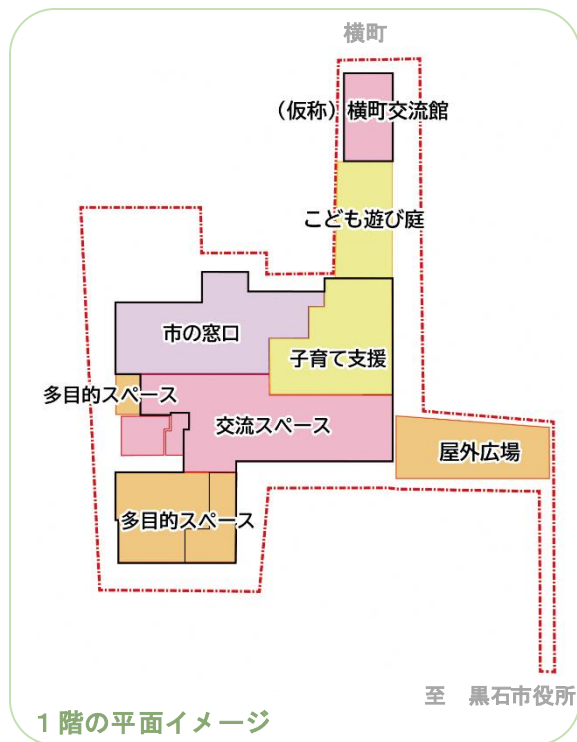 横町
（仮称）横町交流館
こども遊び庭
市の窓口
子育て支援
多目的スペース
交流スペース
屋外広場
多目的スペース
至　黒石市役所
１階の平面イメージ